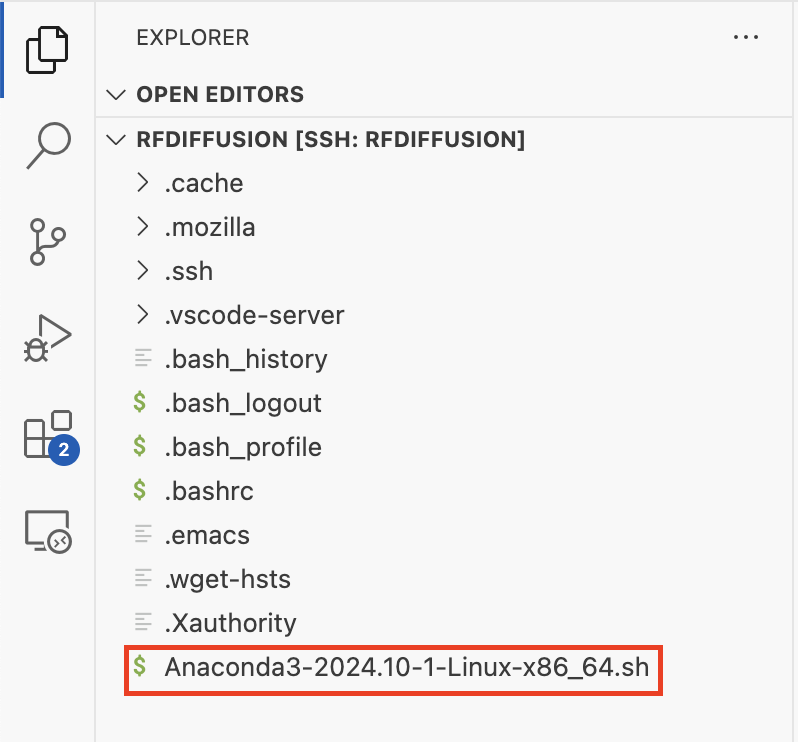 EXPLORER
OPEN EDITORS
RFDIFFUSION [SSH: RFDIFFUSION]
.cache
.mozilla
.ssh
.vscode-server
.bash_history
$ .bash_logout
$ .bash_profile
$ .bashrc
2
.emacs
.wget-hsts
.Xauthority
$ Anaconda3-2024.10-1-Linux-x86_64.sh